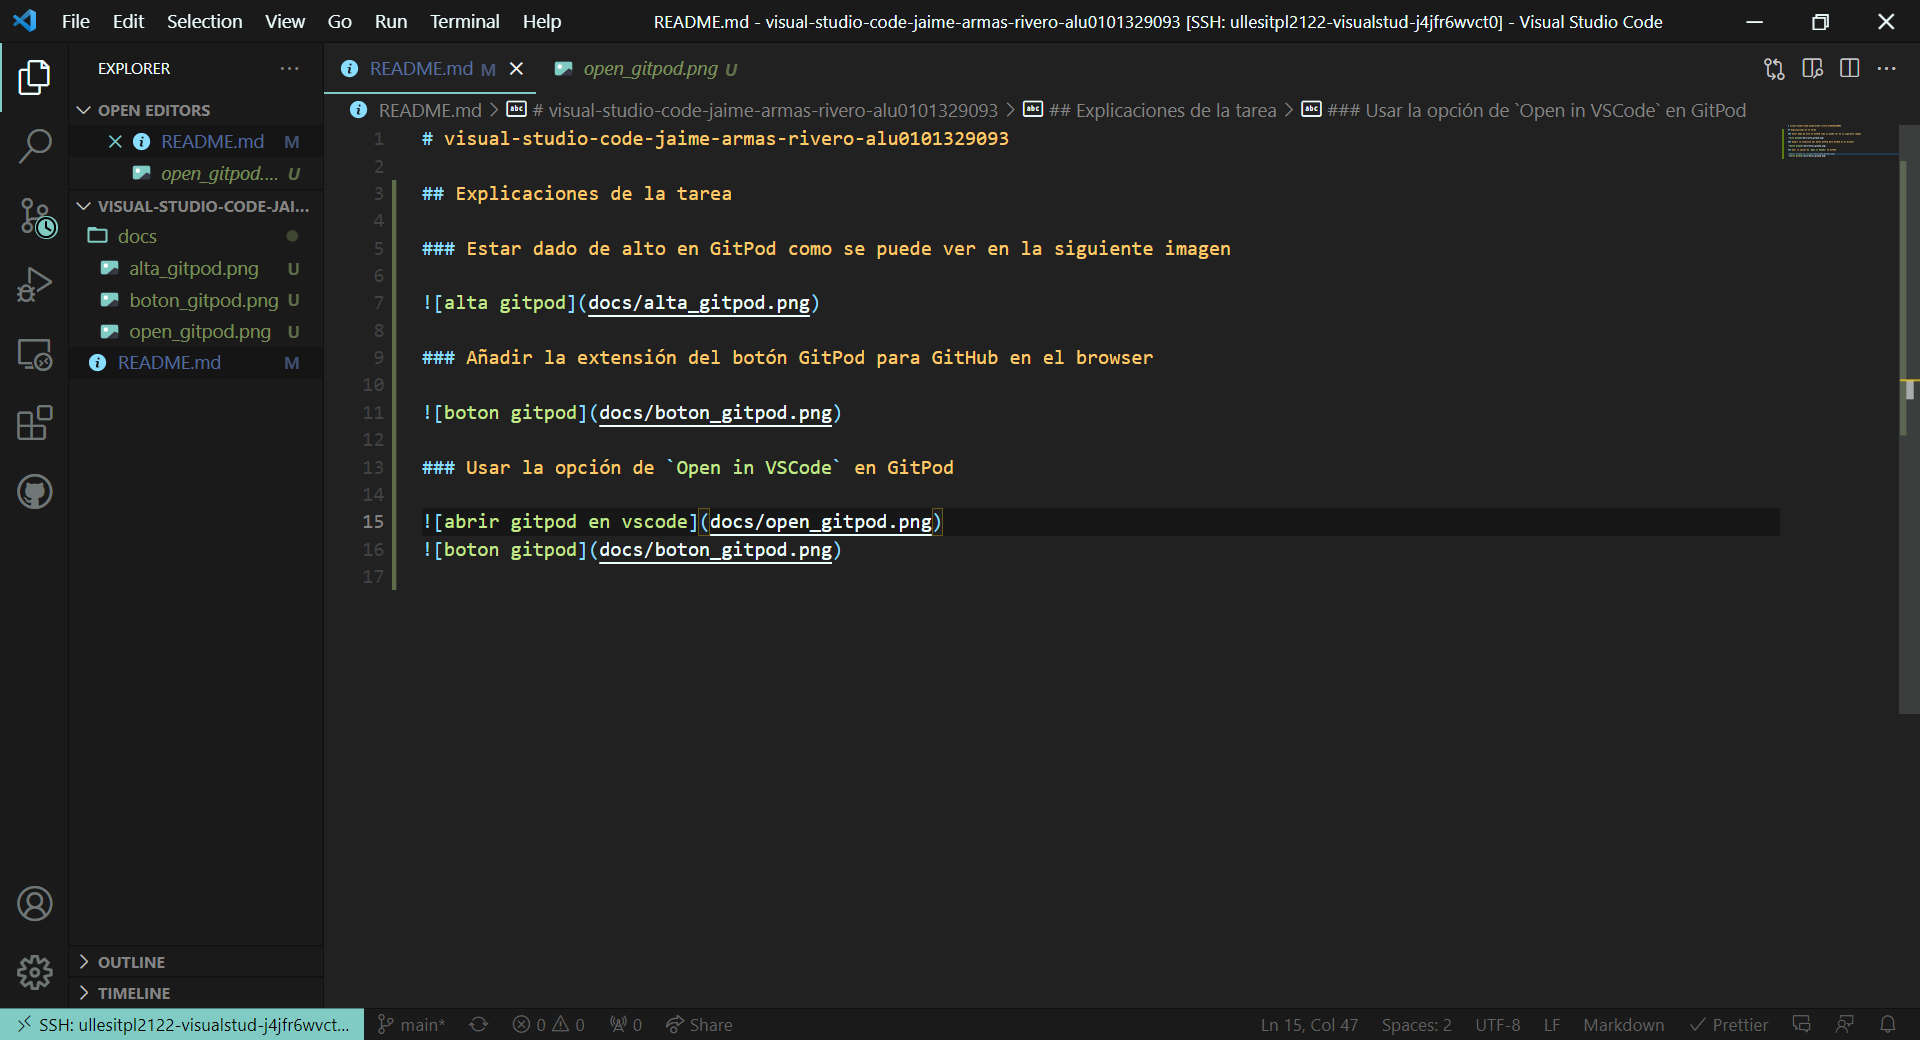 File Edit Selection View Go Run Terminal Help README.md - visual-studio-code-jaime-armas-rivero-alu0101329093 [SSH: ullesitpl2122-visualstud-j4jfr6wvct0] - Visual Studio Code
EXPLORER
README.md M
open_gitpod.png U
OPEN EDITORS
README.md M
open_gitpod.... U
VISUAL-STUDIO-CODE-JAI...
docs
alta_gitpod.png U
boton_gitpod.png U
open_gitpod.png U
README.md M
OUTLINE
TIMELINE
README.md > # visual-studio-code-jaime-armas-rivero-alu0101329093 > ## Explicaciones de la tarea > ### Usar la opción de `Open in VSCode` en GitPod
1 # visual-studio-code-jaime-armas-rivero-alu0101329093
2
3 ## Explicaciones de la tarea
4
5 ### Estar dado de alto en GitPod como se puede ver en la siguiente imagen
6
7 ![alta gitpod](docs/alta_gitpod.png)
8
9 ### Añadir la extensión del botón GitPod para GitHub en el browser
10
11 ![boton gitpod](docs/boton_gitpod.png)
12
13 ### Usar la opción de `Open in VSCode` en GitPod
14
15 ![abrir gitpod en vscode](docs/open_gitpod.png)
16 ![boton gitpod](docs/boton_gitpod.png)
17
SSH: ullesitpl2122-visualstud-j4jfr6wvct... main* 0 0 0 Share Ln 15, Col 47 Spaces: 2 UTF-8 LF Markdown Prettier